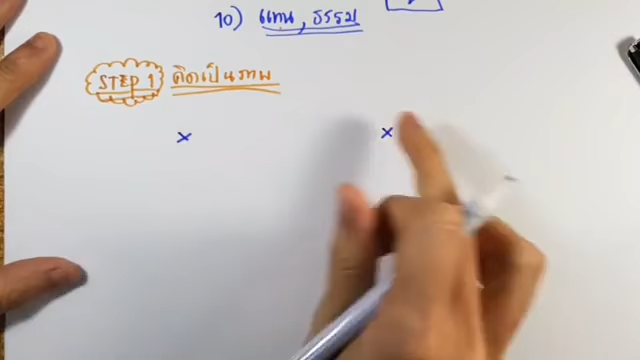 10) แทน, ธรรม
STEP 1 คิดเป็นภาพ
× ×